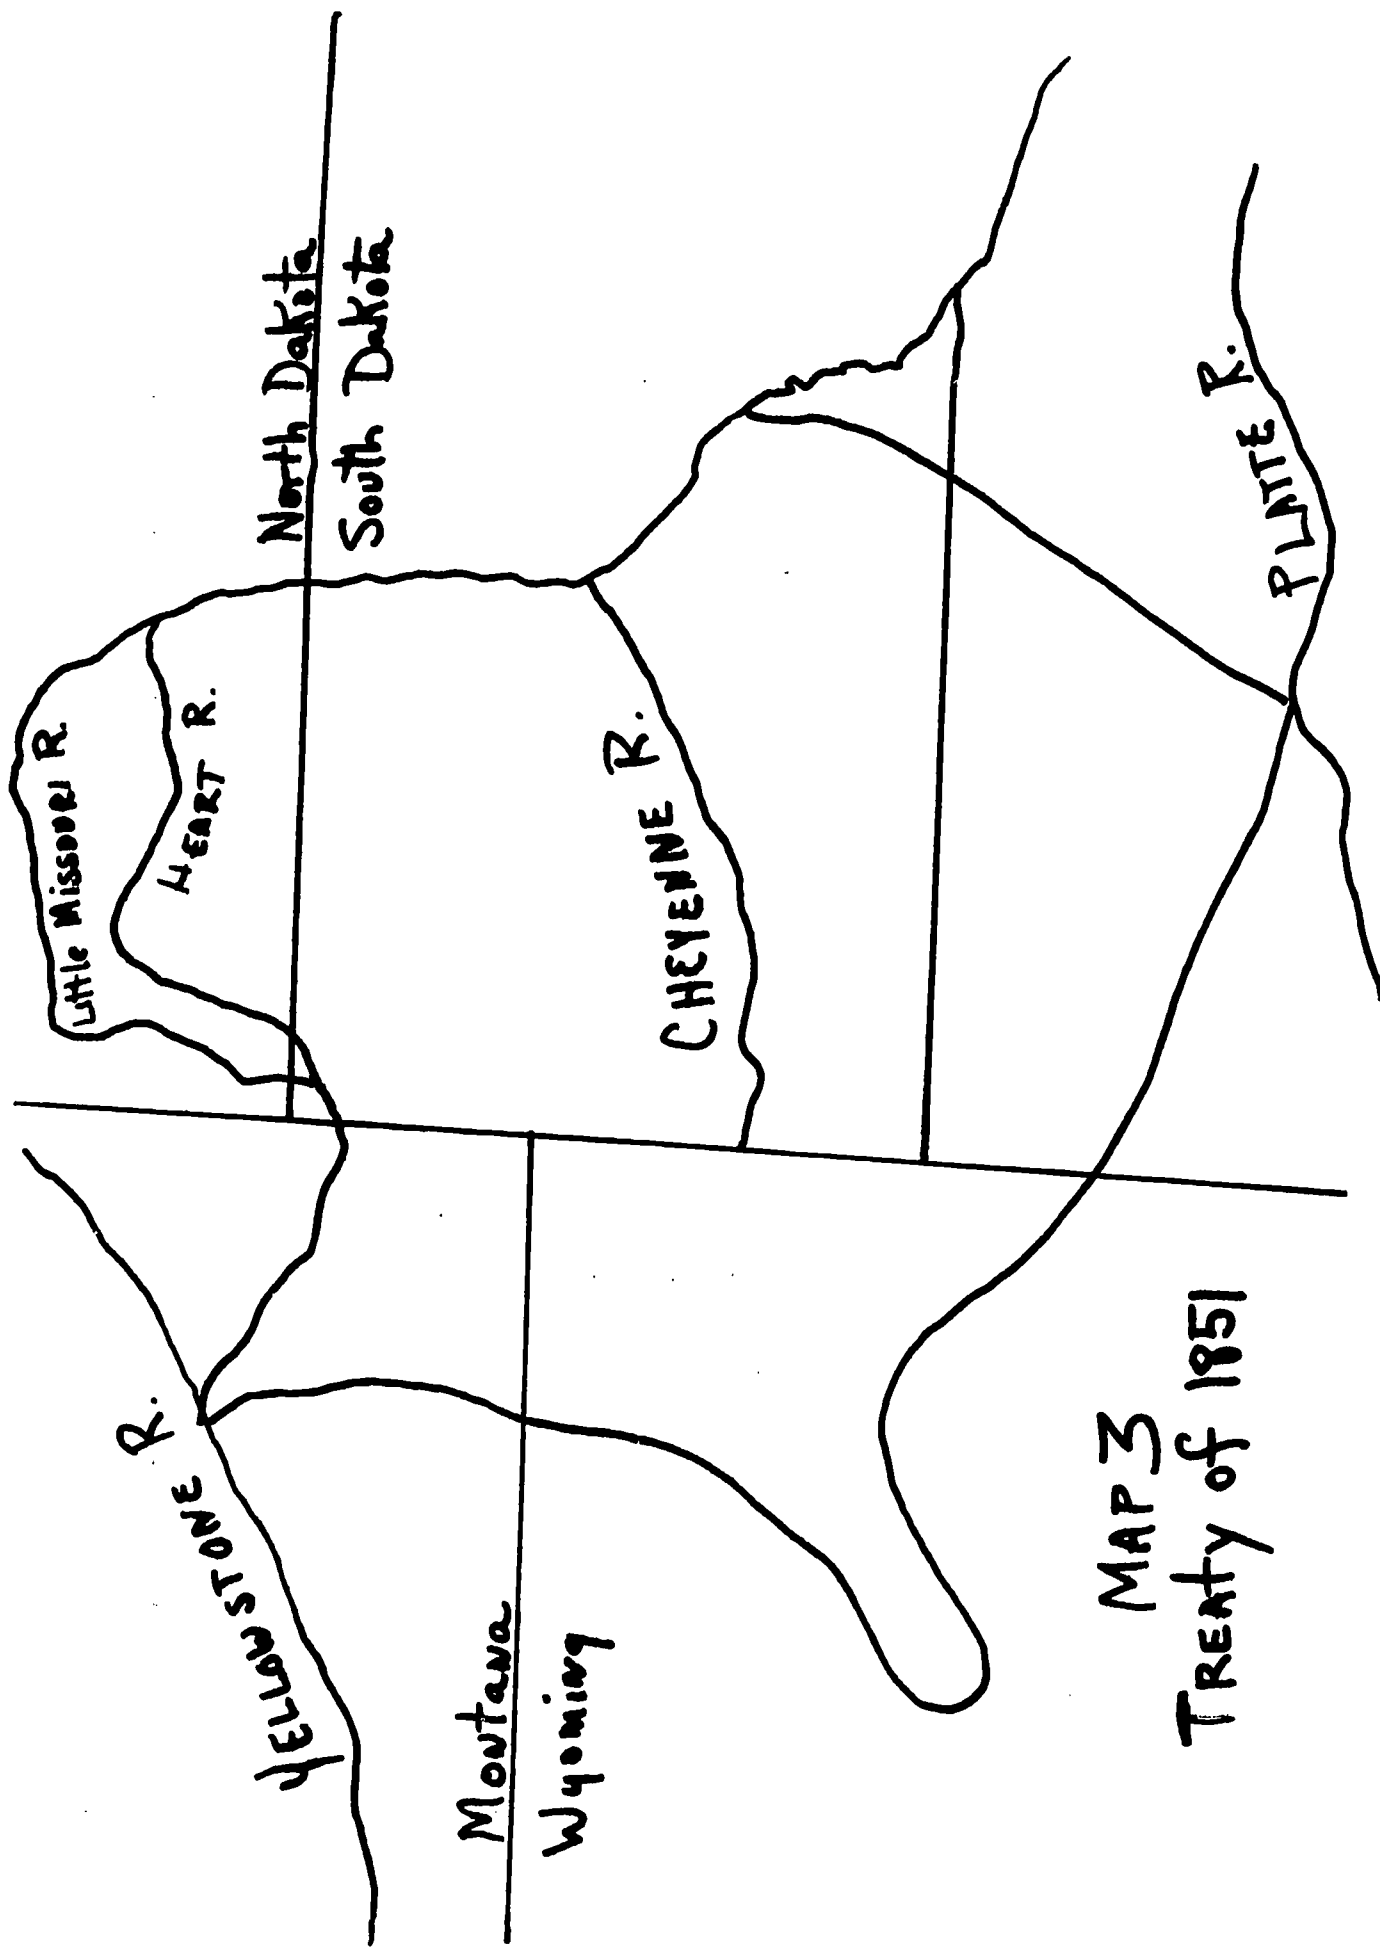 Little Missouri R.
HEART R.
North Dakota
South Dakota
YELLOWSTONE R.
Montana
Wyoming
CHEYENNE R.
PLATTE R.
MAP 3
TREATY of 1851